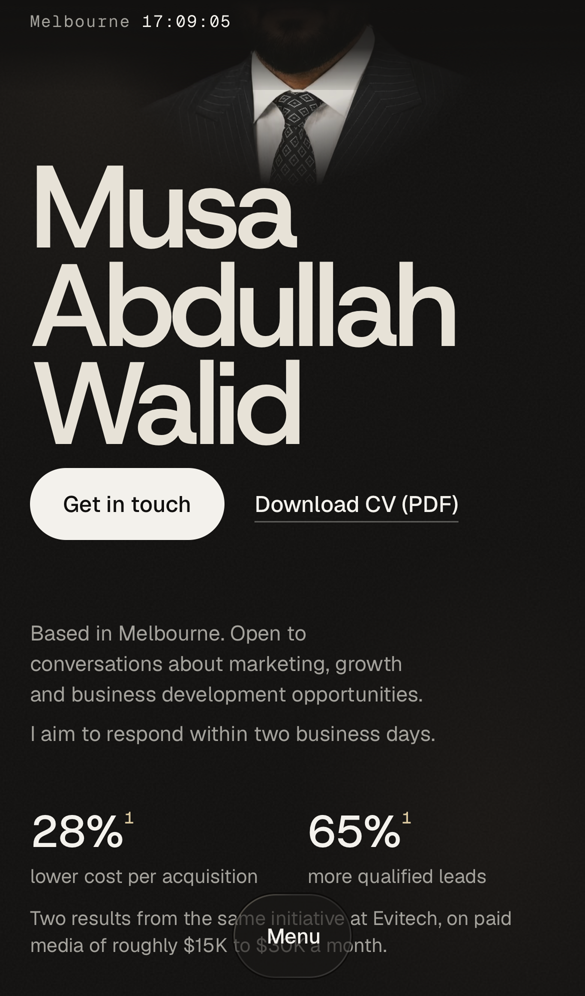 Melbourne 17:09:05
Musa
Abdullah
Walid
Get in touch
Download CV (PDF)
Based in Melbourne. Open to
conversations about marketing, growth
and business development opportunities.
I aim to respond within two business days.
28%1
65%1
lower cost per acquisition
more qualified leads
Two results from the same initiative at Evitech, on paid
media of roughly $15K to $30K a month.
Menu